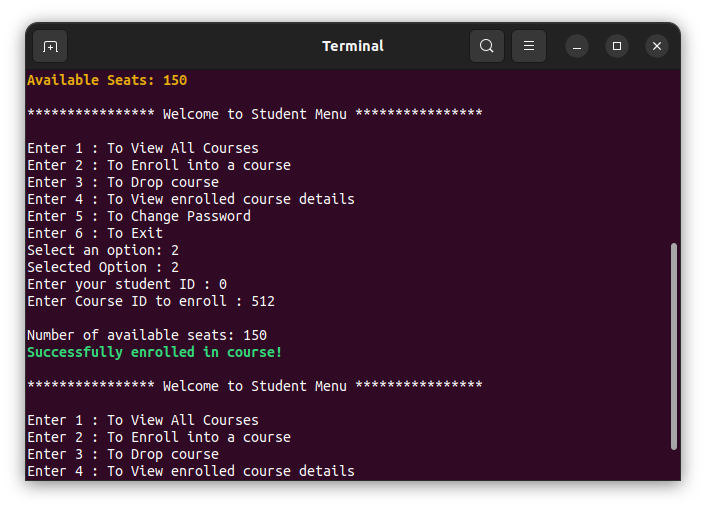 Terminal
Available Seats: 150
**************** Welcome to Student Menu ****************
Enter 1 : To View All Courses
Enter 2 : To Enroll into a course
Enter 3 : To Drop course
Enter 4 : To View enrolled course details
Enter 5 : To Change Password
Enter 6 : To Exit
Select an option: 2
Selected Option : 2
Enter your student ID : 0
Enter Course ID to enroll : 512
Number of available seats: 150
Successfully enrolled in course!
**************** Welcome to Student Menu ****************
Enter 1 : To View All Courses
Enter 2 : To Enroll into a course
Enter 3 : To Drop course
Enter 4 : To View enrolled course details